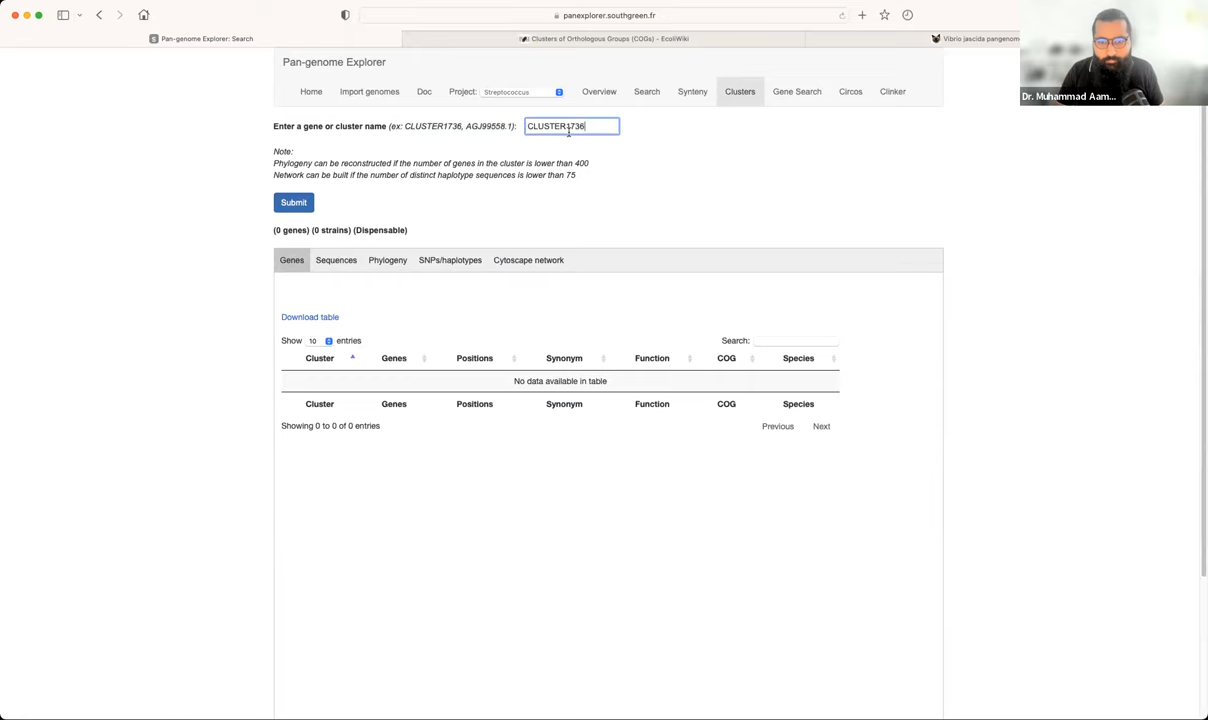 panexplorer.southgreen.fr
Pan-genome Explorer: Search
Clusters of Orthologous Groups (COGs) - EcoliWiki
Vibrio jascida pangenom
Dr. Muhammad Aam...
Pan-genome Explorer
Home Import genomes Doc Project: Streptococcus Overview Search Synteny Clusters Gene Search Circos Clinker
Enter a gene or cluster name (ex: CLUSTER1736, AGJ99558.1): CLUSTER1736
Note:
Phylogeny can be reconstructed if the number of genes in the cluster is lower than 400
Network can be built if the number of distinct haplotype sequences is lower than 75
Submit
(0 genes) (0 strains) (Dispensable)
Genes Sequences Phylogeny SNPs/haplotypes Cytoscape network
Download table
Show 10 entries Search:
Cluster Genes Positions Synonym Function COG Species
No data available in table
Cluster Genes Positions Synonym Function COG Species
Showing 0 to 0 of 0 entries Previous Next